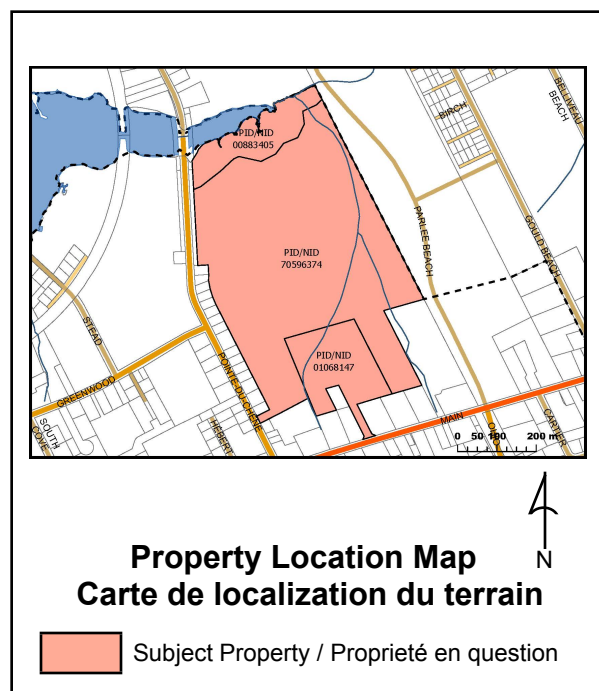 BELLIVEAU
BEACH
BIRCH
PID/NID
00883405
PARLEE BEACH
GOULD BEACH
PID/NID
70596374
STEAD
PID/NID
01068147
GREENWOOD
POINTE-DU-CHENE
SOUTH
COVE
HEBERT
MAIN
OHIO
CARTIER
0 50 100 200 m
N
Property Location Map
Carte de localization du terrain
Subject Property / Proprieté en question